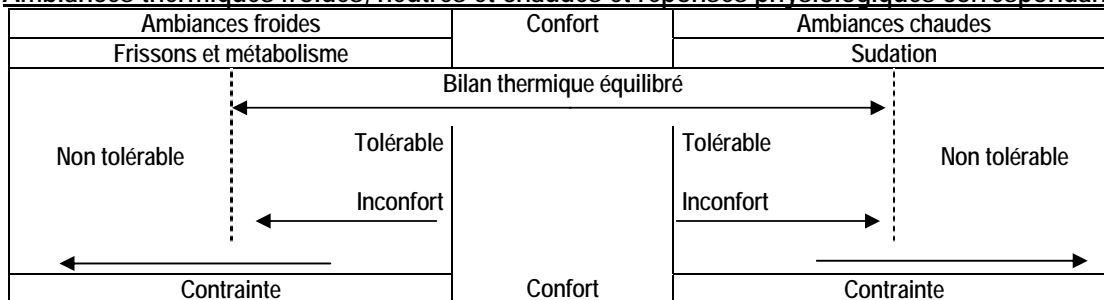 Ambiances thermiques froides, neutres et chaudes et réponses physiologiques
Ambiances froides Confort Ambiances chaudes
Frissons et métabolisme Sudation
Bilan thermique équilibré
Tolérable Tolérable
Non tolérable Non tolérable
Inconfort Inconfort
Contrainte Confort Contrainte